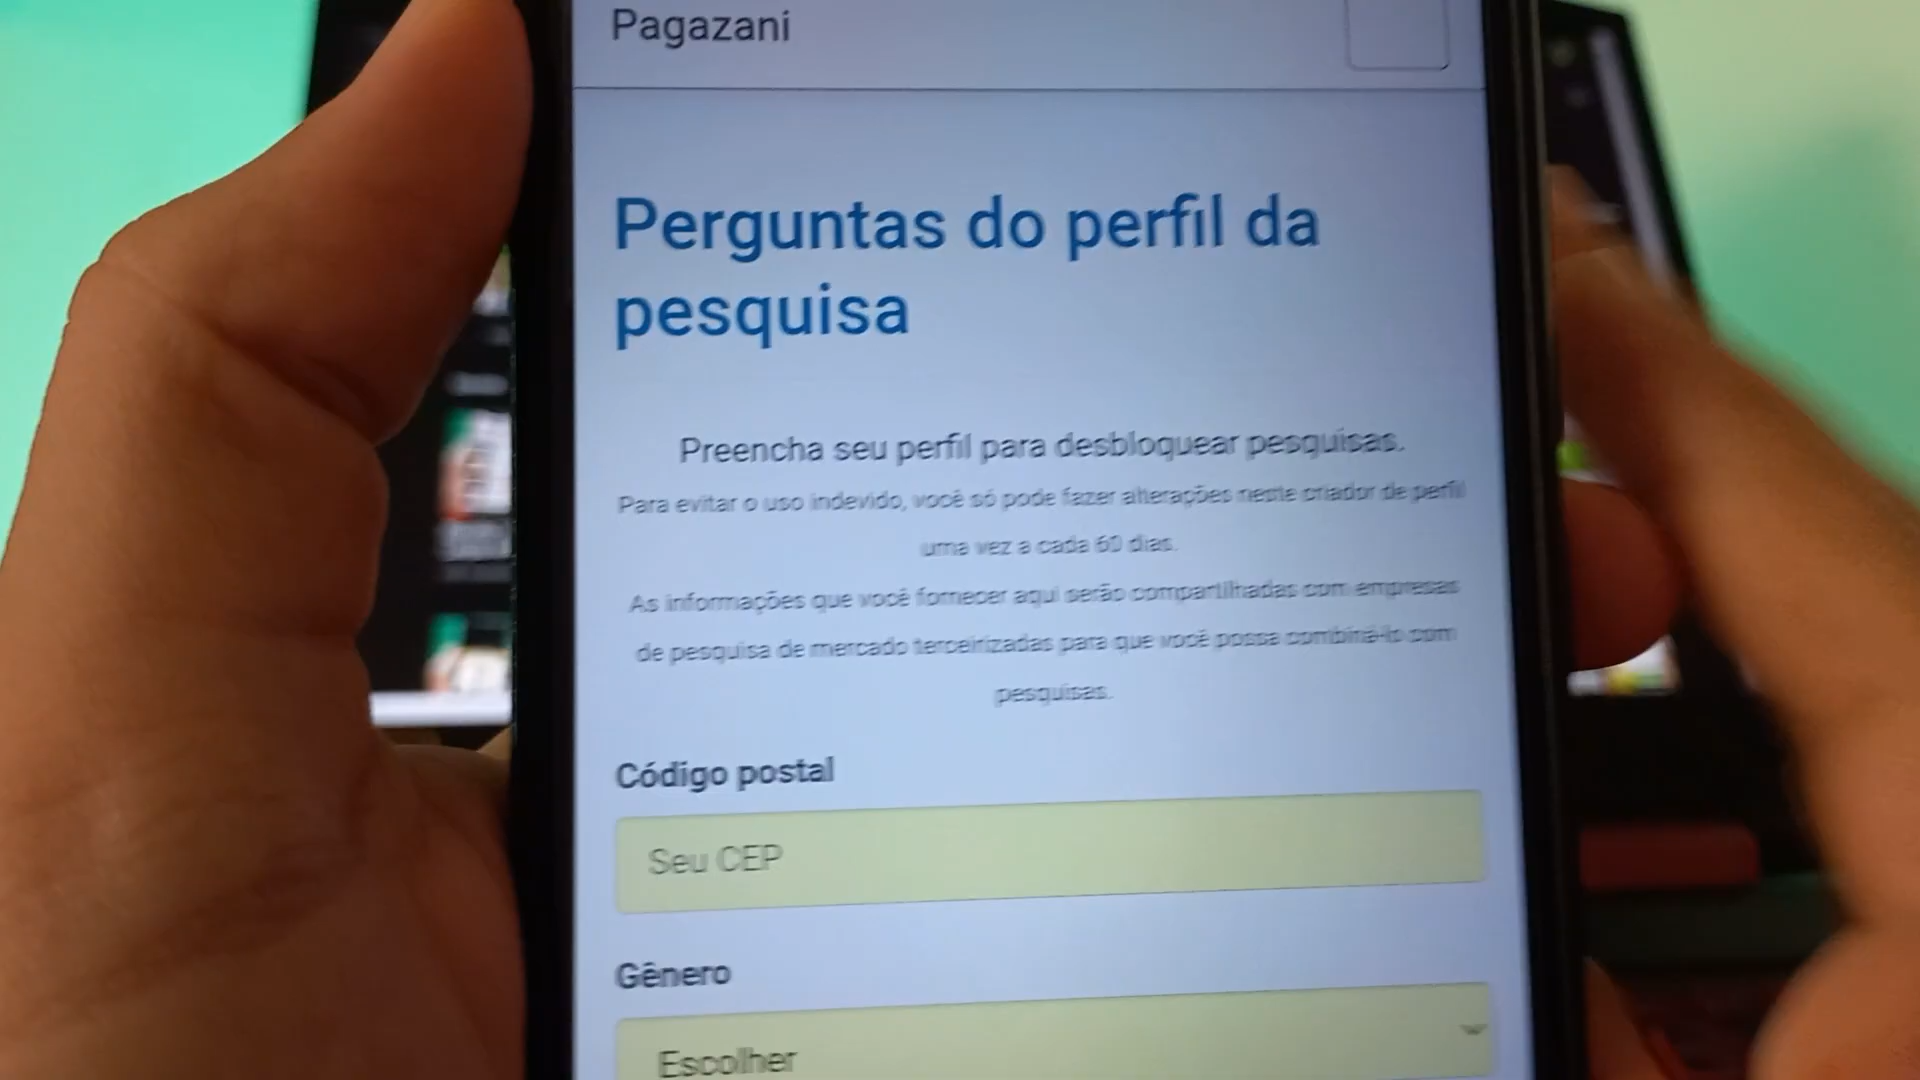 Pagazani
Perguntas do perfil da
pesquisa
Preencha seu perfil para desbloquear pesquisas.
Para evitar o uso indevido, você só pode fazer alterações neste criador de perfil
uma vez a cada 60 dias.
As informações que você fornecer aqui serão compartilhadas com empresas
de pesquisa de mercado terceirizadas para que você possa combiná-lo com
pesquisas.
Código postal
Seu CEP
Gênero
Escolher